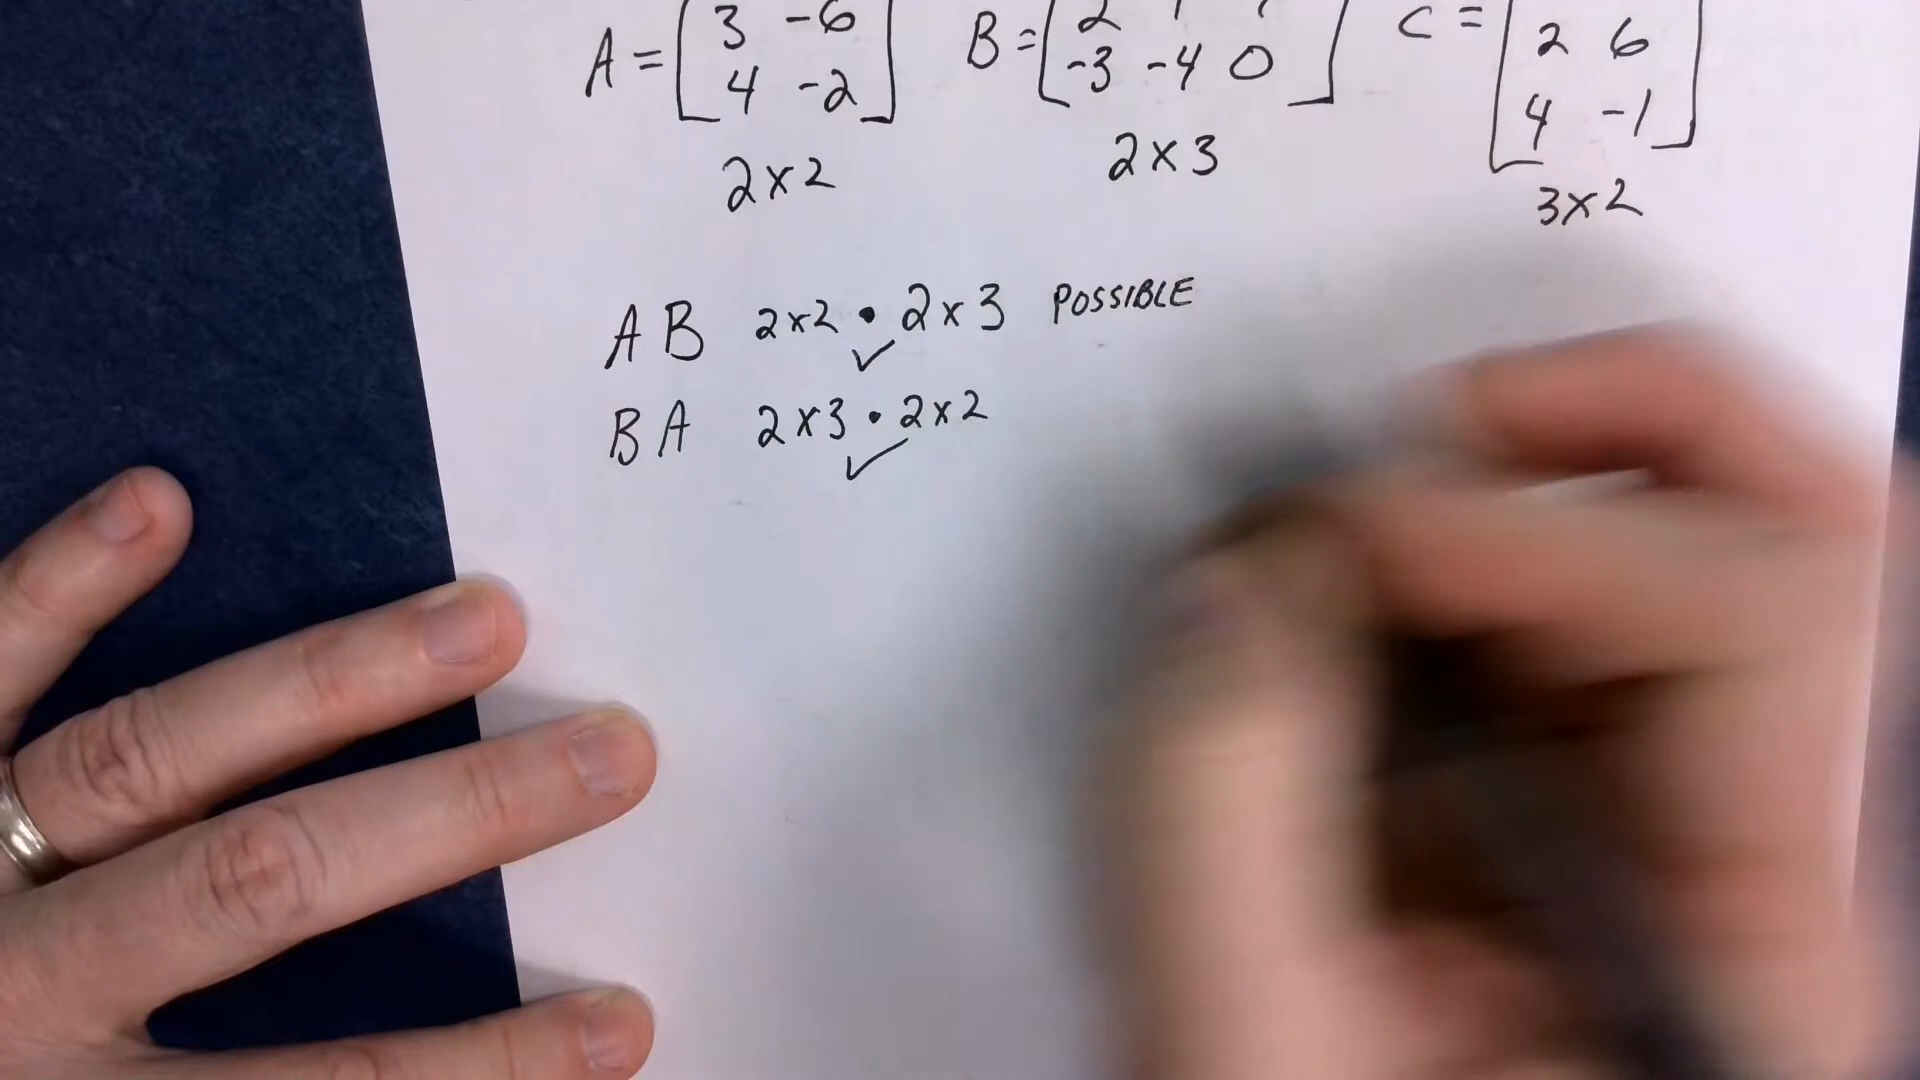 A = [ 3 -6 B = [ 2 C = [
4 -2 ] -3 -4 0 ] 2 6
2x2 2x3 4 -1 ]
3x2
AB 2x2 • 2x3 POSSIBLE
✓
BA 2x3 • 2x2
✓